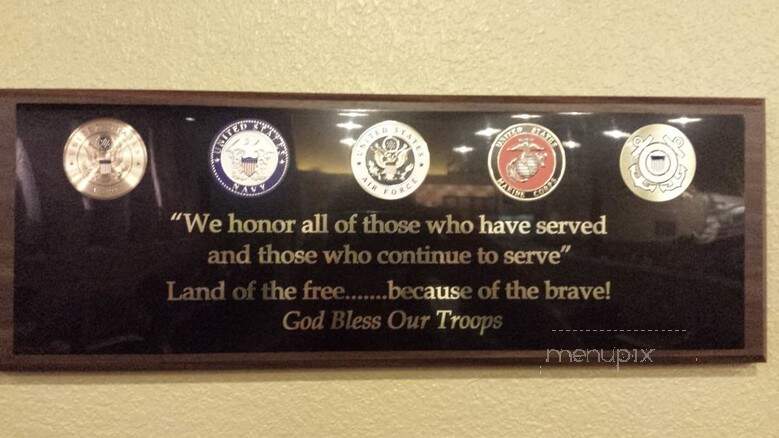 UNITED STATES NAVY
UNITED STATES AIR FORCE
UNITED STATES MARINE CORPS
“We honor all of those who have served
and those who continue to serve”
Land of the free.......because of the brave!
God Bless Our Troops
menupix